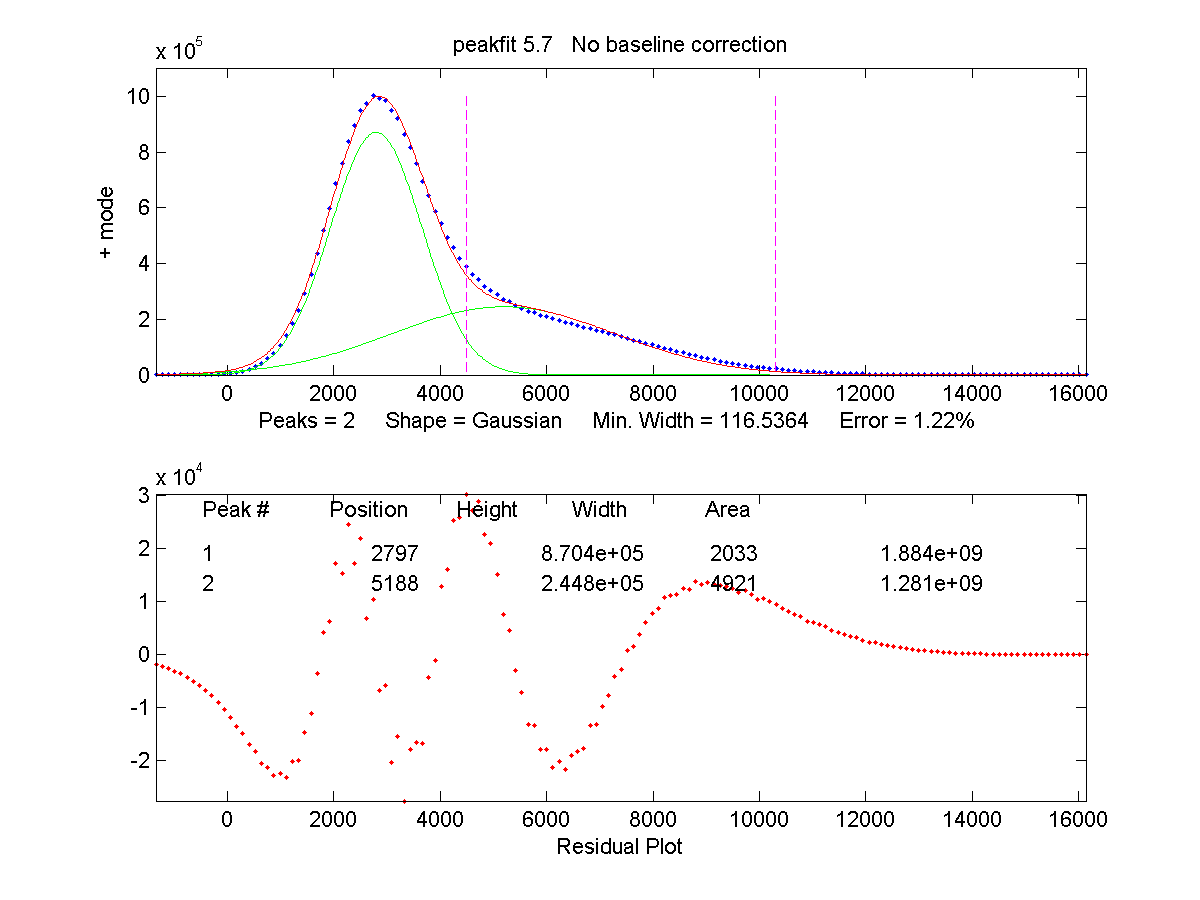 peakfit 5.7 No baseline correction
x 10^5
+ mode
10
8
6
4
2
0
0 2000 4000 6000 8000 10000 12000 14000 16000
Peaks = 2 Shape = Gaussian Min. Width = 116.5364 Error = 1.22%
x 10^4
3
2
1
0
-1
-2
Peak # Position Height Width Area
1 2797 8.704e+05 2033 1.884e+09
2 5188 2.448e+05 4921 1.281e+09
0 2000 4000 6000 8000 10000 12000 14000 16000
Residual Plot